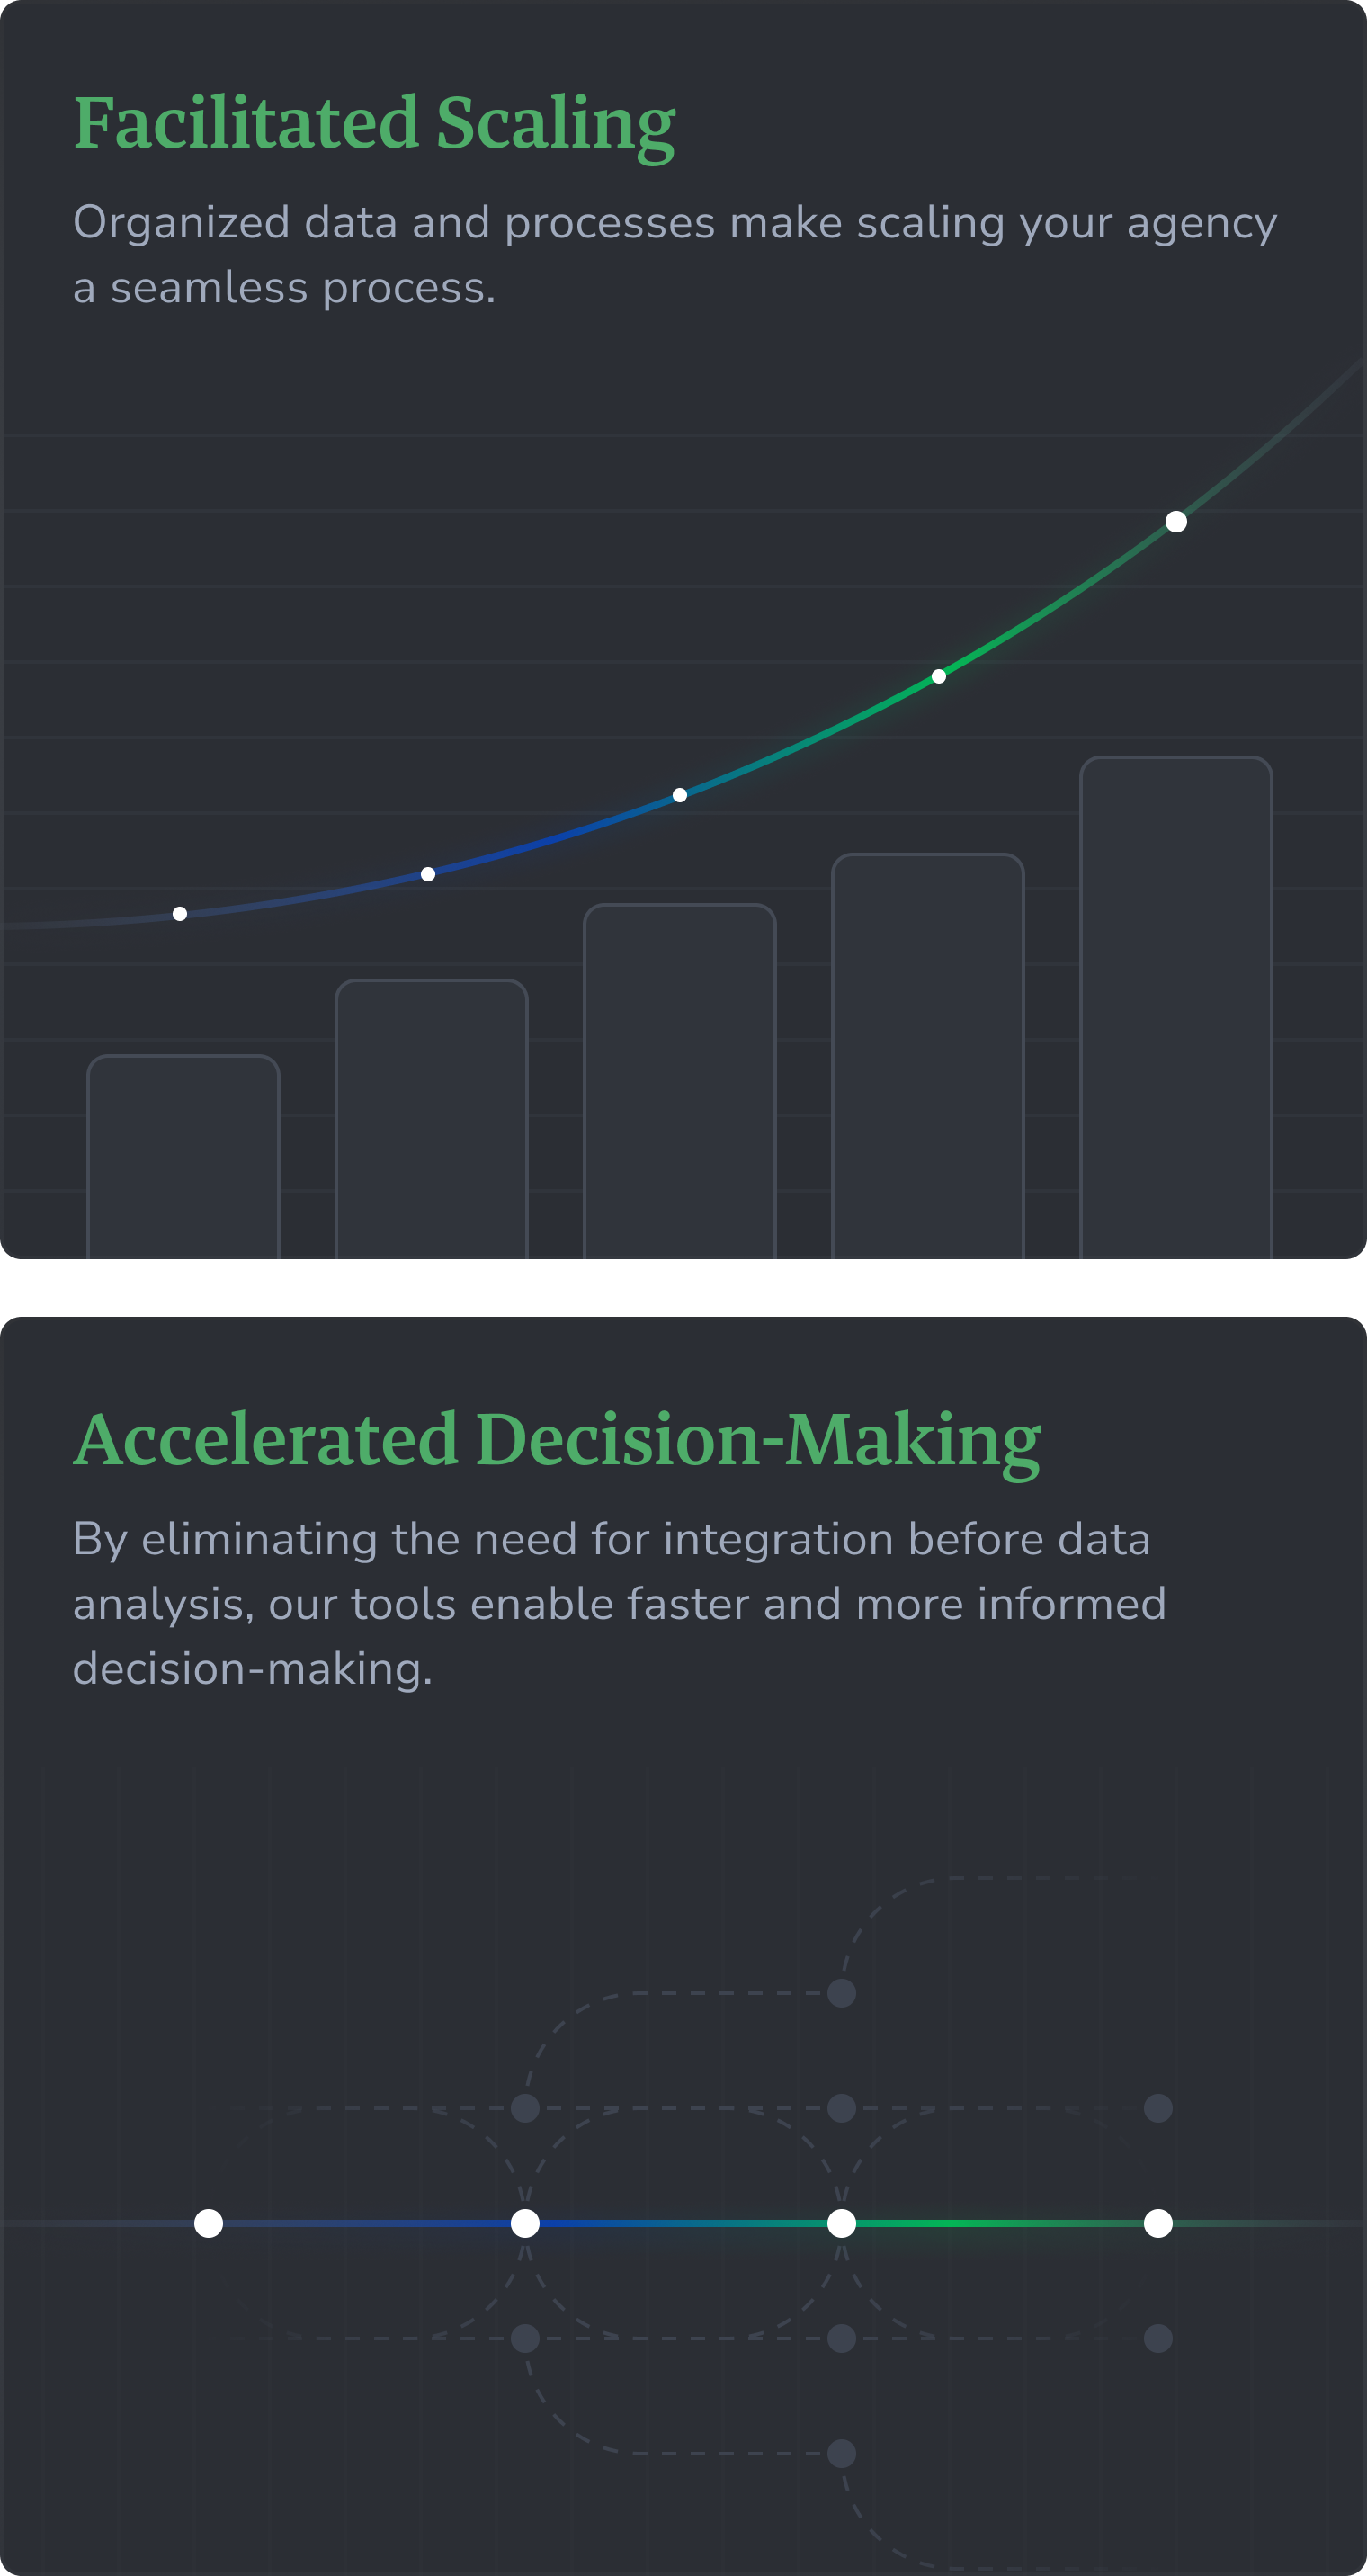 Facilitated Scaling
Organized data and processes make scaling your agency
a seamless process.
Accelerated Decision-Making
By eliminating the need for integration before data
analysis, our tools enable faster and more informed
decision-making.